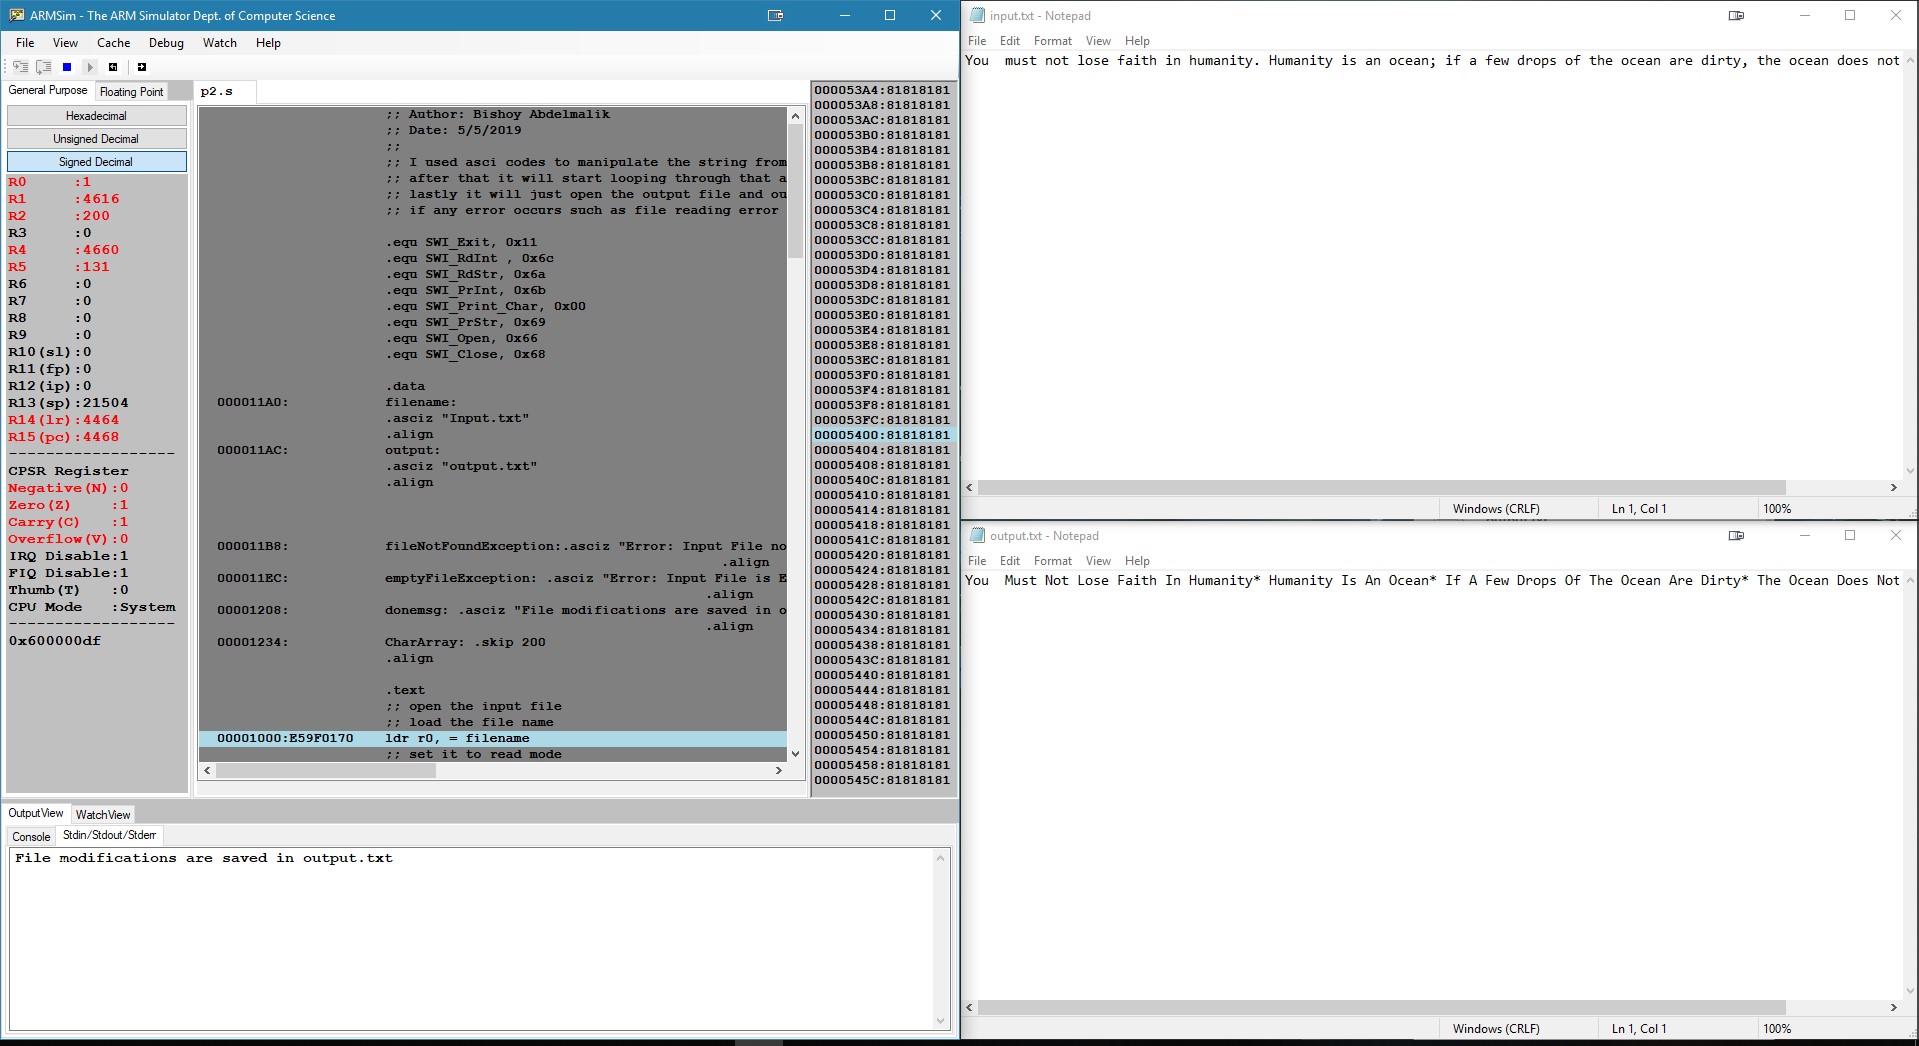 ARMSim - The ARM Simulator Dept. of Computer Science
File View Cache Debug Watch Help
General Purpose Floating Point
Hexadecimal
Unsigned Decimal
Signed Decimal
R0 :1
R1 :4616
R2 :200
R3 :0
R4 :4660
R5 :131
R6 :0
R7 :0
R8 :0
R9 :0
R10(sl):0
R11(fp):0
R12(ip):0
R13(sp):21504
R14(lr):4464
R15(pc):4468
------------------
CPSR Register
Negative(N):0
Zero(Z) :1
Carry(C) :1
Overflow(V):0
IRQ Disable:1
FIQ Disable:1
Thumb(T) :0
CPU Mode :System
------------------
0x600000df
p2.s
;; Author: Bishoy Abdelmalik
;; Date: 5/5/2019
;;
;; I used asci codes to manipulate the string from
;; after that it will start looping through that a
;; lastly it will just open the output file and ou
;; if any error occurs such as file reading error
.equ SWI_Exit, 0x11
.equ SWI_RdInt , 0x6c
.equ SWI_RdStr, 0x6a
.equ SWI_PrInt, 0x6b
.equ SWI_Print_Char, 0x00
.equ SWI_PrStr, 0x69
.equ SWI_Open, 0x66
.equ SWI_Close, 0x68
.data
000011A0: filename:
.asciz "Input.txt"
.align
000011AC: output:
.asciz "output.txt"
.align
000011B8: fileNotFoundException:.asciz "Error: Input File no
.align
000011EC: emptyFileException: .asciz "Error: Input File is E
.align
00001208: donemsg: .asciz "File modifications are saved in o
.align
00001234: CharArray: .skip 200
.align
.text
;; open the input file
;; load the file name
00001000:E59F0170 ldr r0, = filename
;; set it to read mode
000053A4:81818181
000053A8:81818181
000053AC:81818181
000053B0:81818181
000053B4:81818181
000053B8:81818181
000053BC:81818181
000053C0:81818181
000053C4:81818181
000053C8:81818181
000053CC:81818181
000053D0:81818181
000053D4:81818181
000053D8:81818181
000053DC:81818181
000053E0:81818181
000053E4:81818181
000053E8:81818181
000053EC:81818181
000053F0:81818181
000053F4:81818181
000053F8:81818181
000053FC:81818181
00005400:81818181
00005404:81818181
00005408:81818181
0000540C:81818181
00005410:81818181
00005414:81818181
00005418:81818181
0000541C:81818181
00005420:81818181
00005424:81818181
00005428:81818181
0000542C:81818181
00005430:81818181
00005434:81818181
00005438:81818181
0000543C:81818181
00005440:81818181
00005444:81818181
00005448:81818181
0000544C:81818181
00005450:81818181
00005454:81818181
00005458:81818181
0000545C:81818181
OutputView WatchView
Console Stdin/Stdout/Stderr
File modifications are saved in output.txt
input.txt - Notepad
File Edit Format View Help
You  must not lose faith in humanity. Humanity is an ocean; if a few drops of the ocean are dirty, the ocean does not
Windows (CRLF) Ln 1, Col 1 100%
output.txt - Notepad
File Edit Format View Help
You  Must Not Lose Faith In Humanity* Humanity Is An Ocean* If A Few Drops Of The Ocean Are Dirty* The Ocean Does Not
Windows (CRLF) Ln 1, Col 1 100%